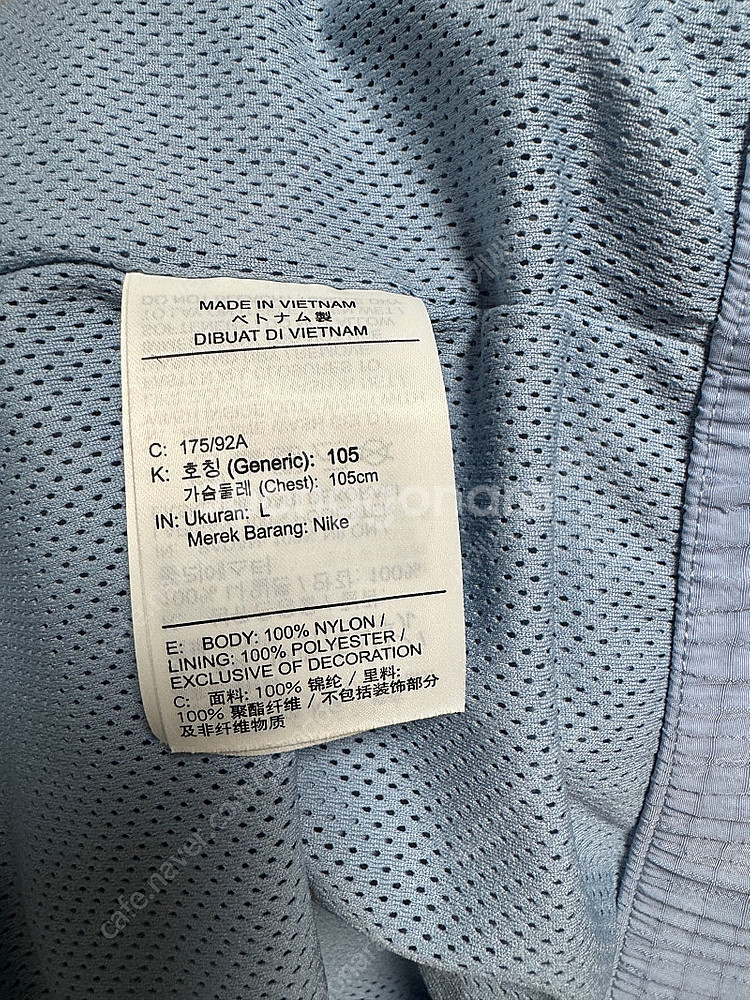 MADE IN VIETNAM
ベトナム製
DIBUAT DI VIETNAM
C: 175/92A
K: 호칭 (Generic): 105
가슴둘레 (Chest): 105cm
IN: Ukuran: L
Merek Barang: Nike
E: BODY: 100% NYLON /
LINING: 100% POLYESTER /
EXCLUSIVE OF DECORATION
C: 面料: 100% 锦纶 / 里料:
100% 聚酯纤维 / 不包括装饰部分
及非纤维物质
cafe.naver.com